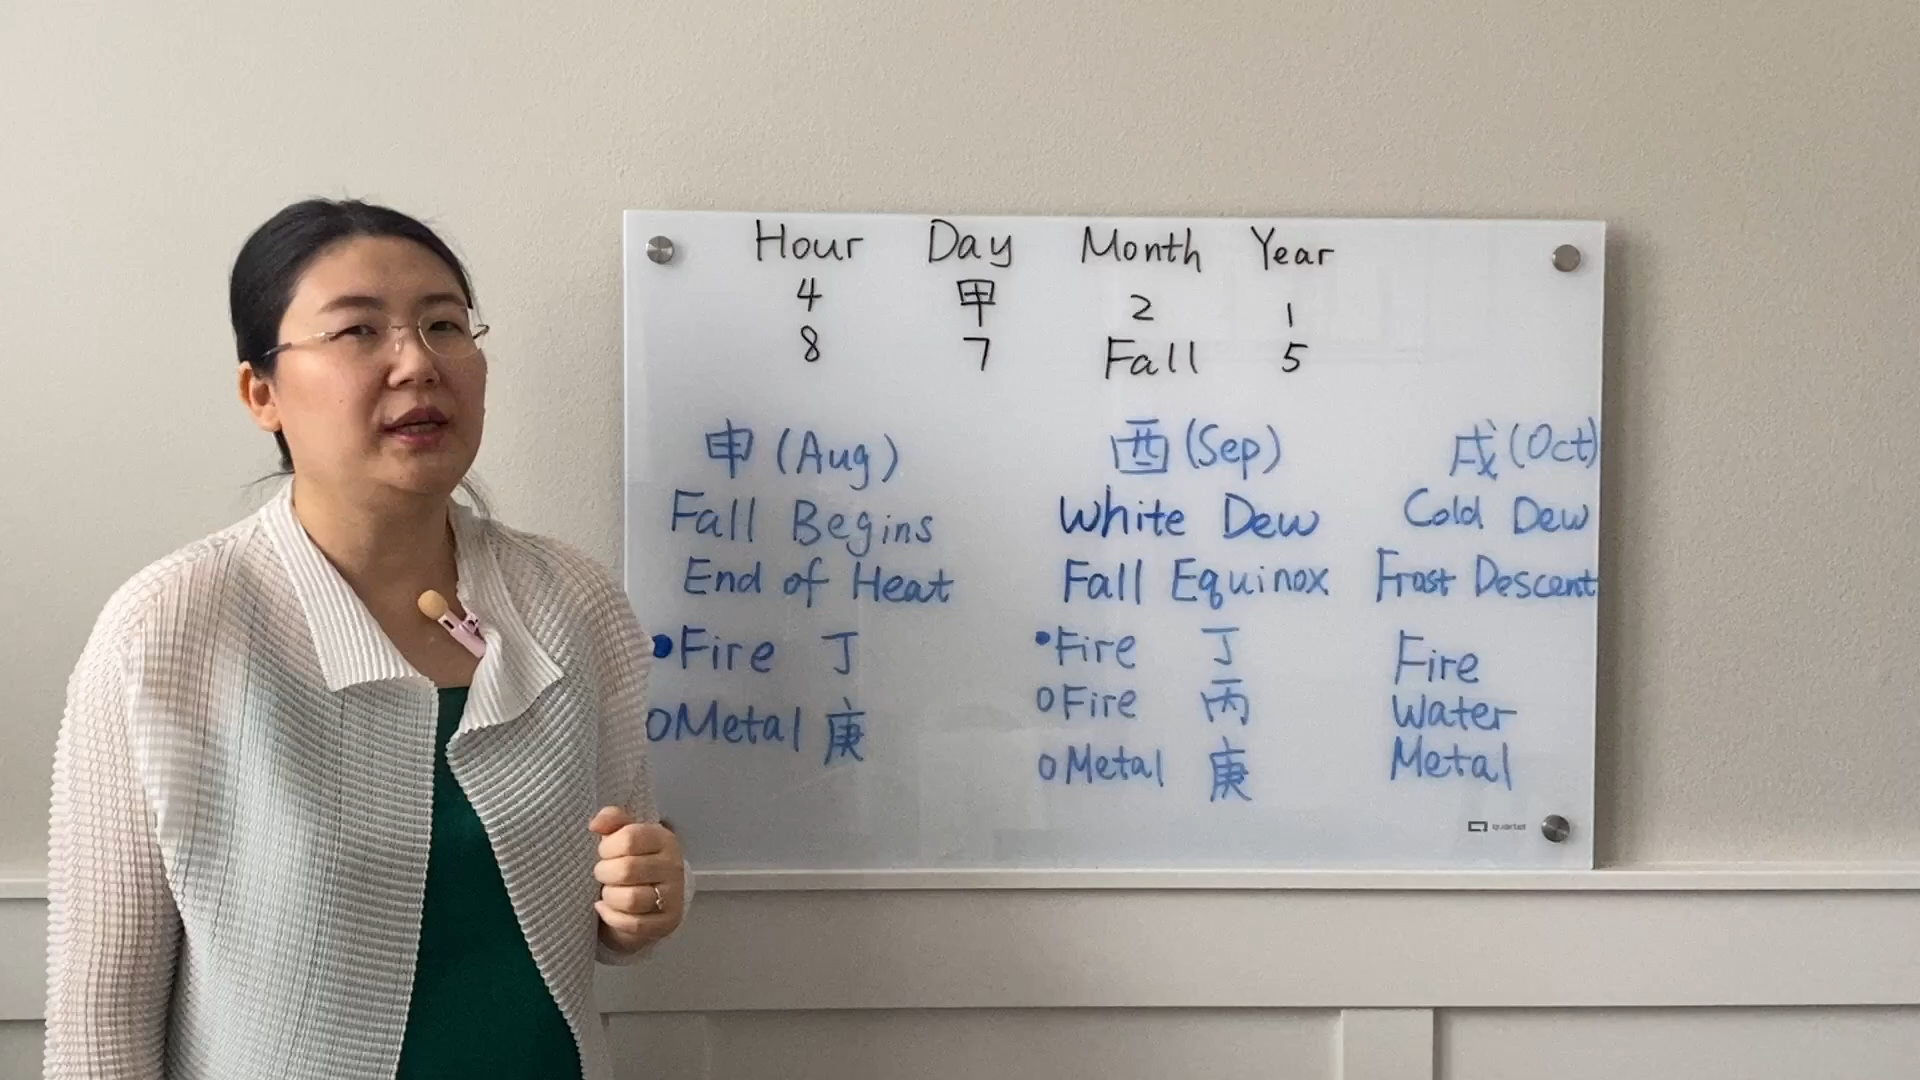 Hour Day Month Year
4 甲 2 1
8 7 Fall 5
申 (Aug) 酉 (Sep) 戌 (Oct)
Fall Begins White Dew Cold Dew
End of Heat Fall Equinox Frost Descent
•Fire 丁 •Fire 丁 Fire
○Metal 庚 ○Fire 丙 Water
○Metal 庚 Metal
quartet